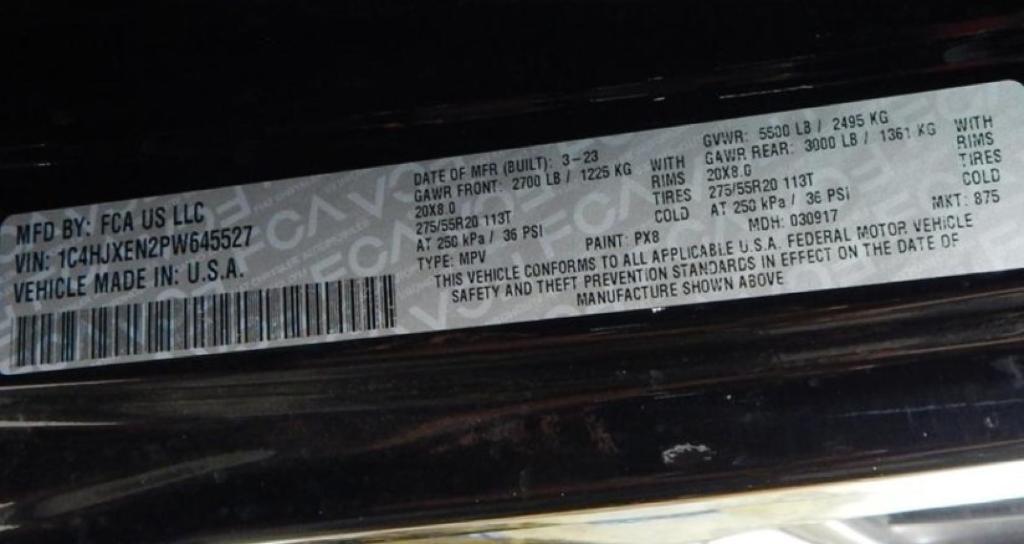 MFD BY: FCA US LLC
VIN: 1C4HJXEN2PW645527
VEHICLE MADE IN: U.S.A.
DATE OF MFR (BUILT): 3-23
GAWR FRONT: 2700 LB / 1225 KG WITH
20X8.0 RIMS
275/55R20 113T TIRES
AT 250 kPa / 36 PSI COLD
GVWR: 5500 LB / 2495 KG
GAWR REAR: 3000 LB / 1361 KG WITH
20X8.0 RIMS
275/55R20 113T TIRES
AT 250 kPa / 36 PSI COLD
TYPE: MPV PAINT: PX8 MDH: 030917 MKT: 875
THIS VEHICLE CONFORMS TO ALL APPLICABLE U.S.A. FEDERAL MOTOR VEHICLE
SAFETY AND THEFT PREVENTION STANDARDS IN EFFECT ON THE DATE OF
MANUFACTURE SHOWN ABOVE